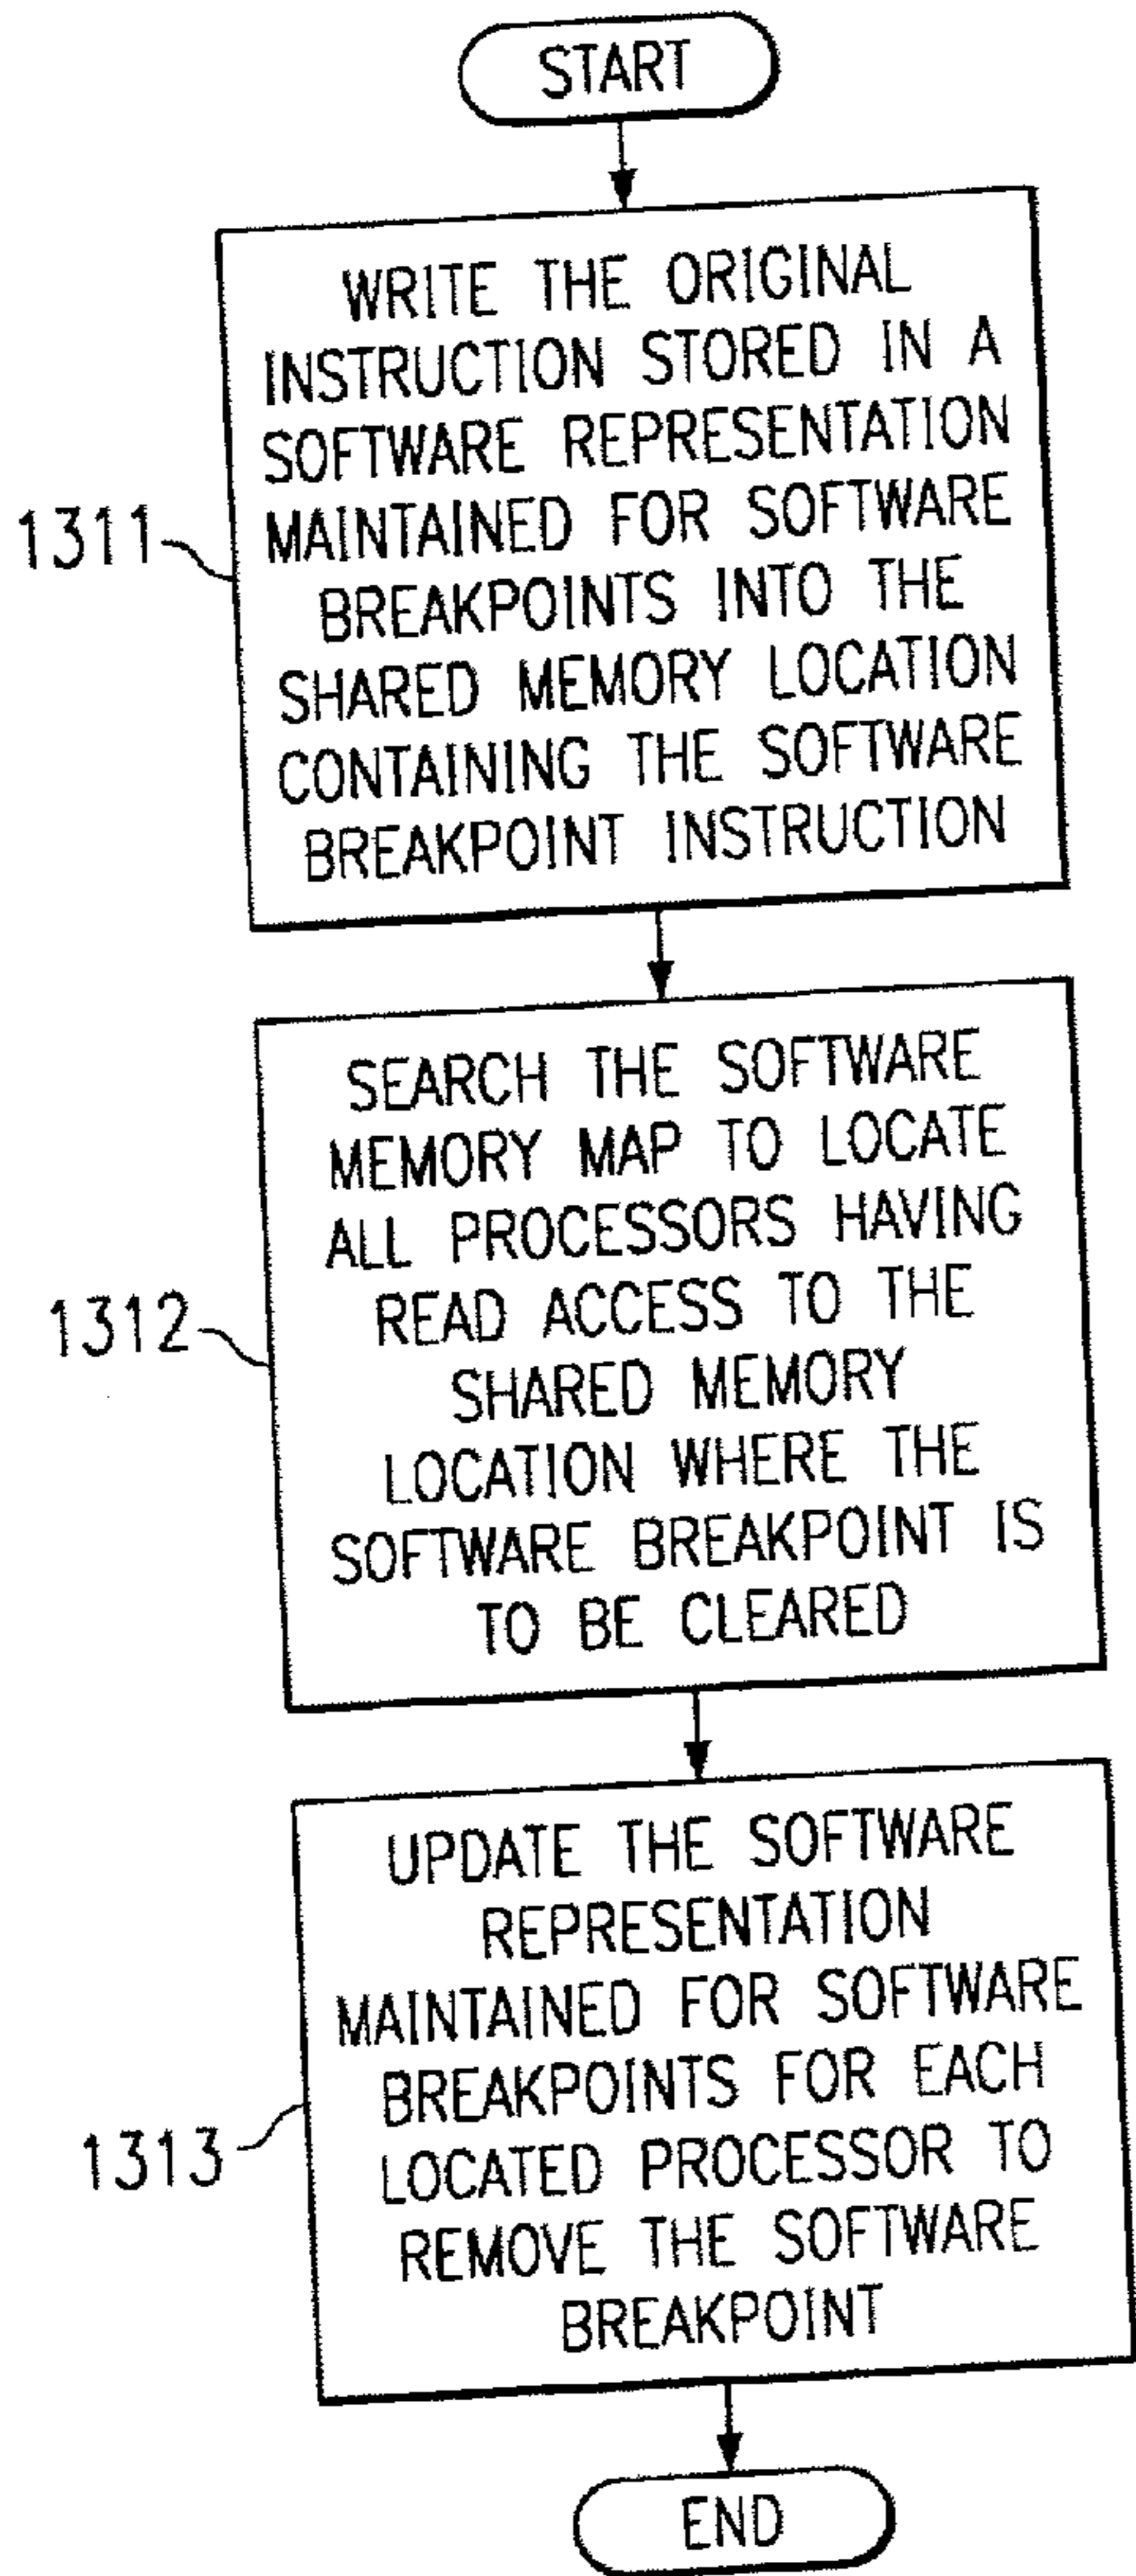 START
WRITE THE ORIGINAL
INSTRUCTION STORED IN A
SOFTWARE REPRESENTATION
MAINTAINED FOR SOFTWARE
1311
BREAKPOINTS INTO THE
SHARED MEMORY LOCATION
CONTAINING THE SOFTWARE
BREAKPOINT INSTRUCTION
SEARCH THE SOFTWARE
MEMORY MAP TO LOCATE
ALL PROCESSORS HAVING
1312
READ ACCESS TO THE
SHARED MEMORY
LOCATION WHERE THE
SOFTWARE BREAKPOINT IS
TO BE CLEARED
UPDATE THE SOFTWARE
REPRESENTATION
MAINTAINED FOR SOFTWARE
BREAKPOINTS FOR EACH
1313
LOCATED PROCESSOR TO
REMOVE THE SOFTWARE
BREAKPOINT
END